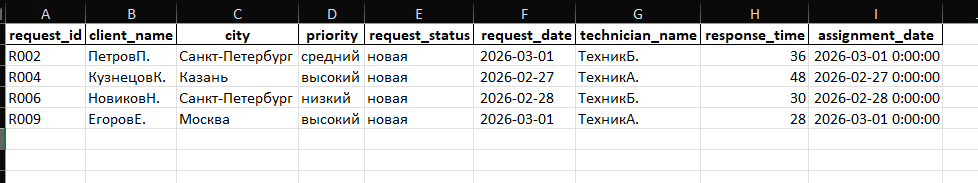 A B C D E F G H I
request_id client_name city priority request_status request_date technician_name response_time assignment_date
R002 ПетровП. Санкт-Петербург средний новая 2026-03-01 ТехникБ. 36 2026-03-01 0:00:00
R004 КузнецовК. Казань высокий новая 2026-02-27 ТехникА. 48 2026-02-27 0:00:00
R006 НовиковН. Санкт-Петербург низкий новая 2026-02-28 ТехникБ. 30 2026-02-28 0:00:00
R009 ЕгоровЕ. Москва высокий новая 2026-03-01 ТехникА. 28 2026-03-01 0:00:00